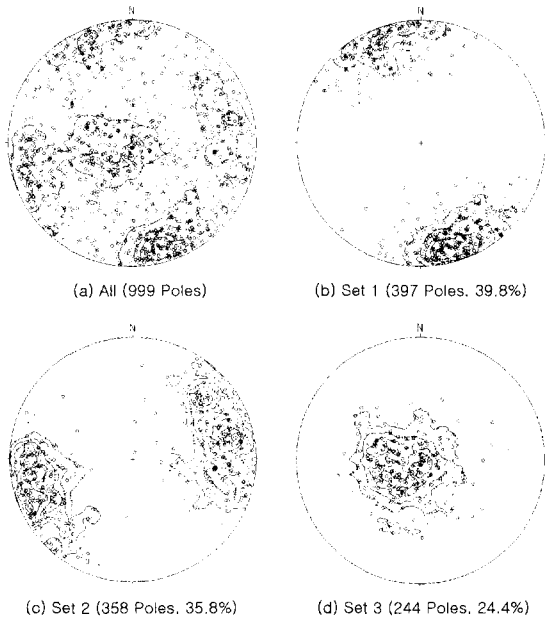 N
N
(a) All (999 Poles)
(b) Set 1 (397 Poles, 39.8%)
N
N
(c) Set 2 (358 Poles, 35.8%)
(d) Set 3 (244 Poles, 24.4%)